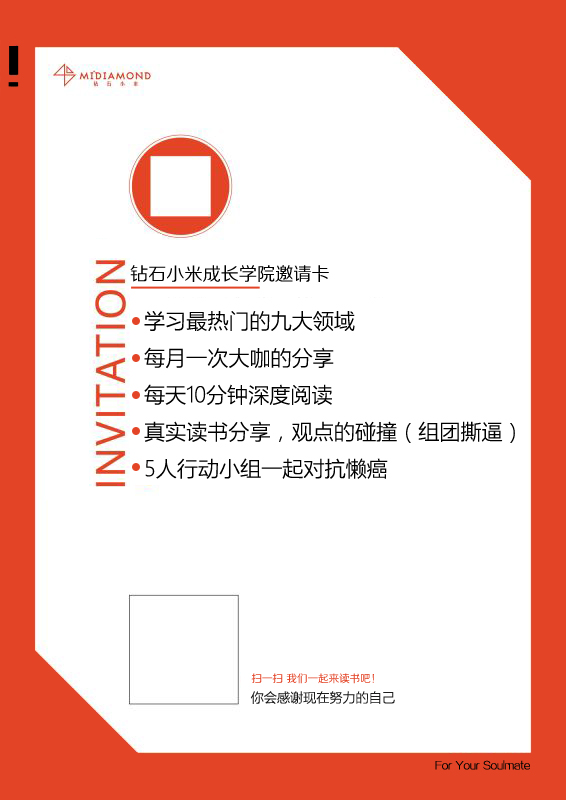 MIDIAMOND
钻石小米
INVITATION
钻石小米成长学院邀请卡
学习最热门的九大领域
每月一次大咖的分享
每天10分钟深度阅读
真实读书分享，观点的碰撞（组团撕逼）
5人行动小组一起对抗懒癌
扫一扫 我们一起来读书吧！
你会感谢现在努力的自己
For Your Soulmate